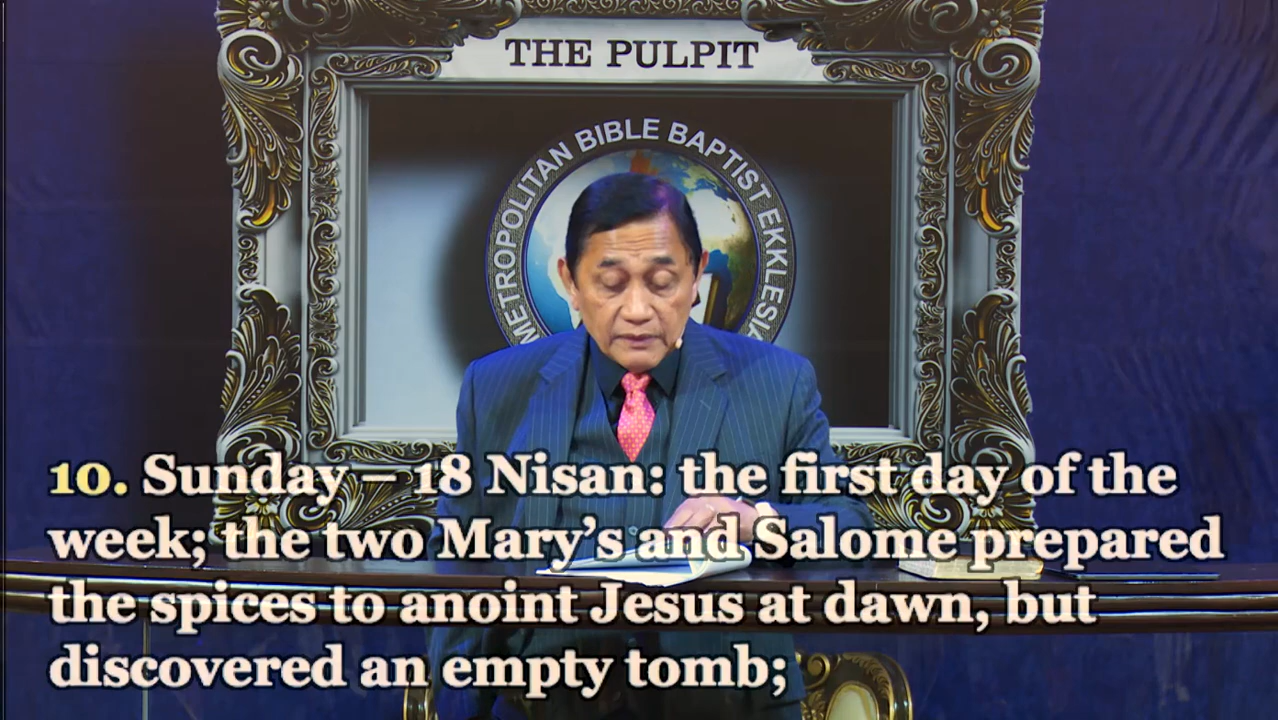 THE PULPIT
METROPOLITAN BIBLE BAPTIST EKKLESIA
10. Sunday – 18 Nisan: the first day of the
week; the two Mary’s and Salome prepared
the spices to anoint Jesus at dawn, but
discovered an empty tomb;